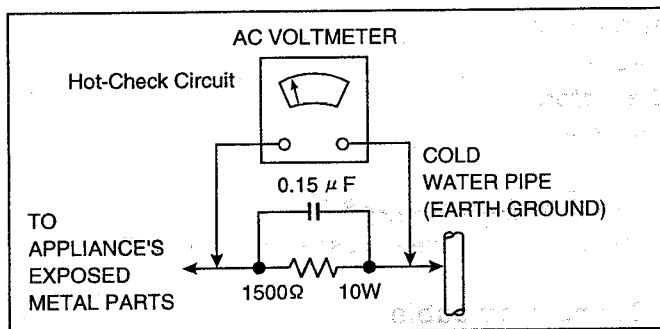 AC VOLTMETER
Hot-Check Circuit
COLD
WATER PIPE
(EARTH GROUND)
0.15 μF
TO
APPLIANCE'S
EXPOSED
METAL PARTS
1500Ω 10W